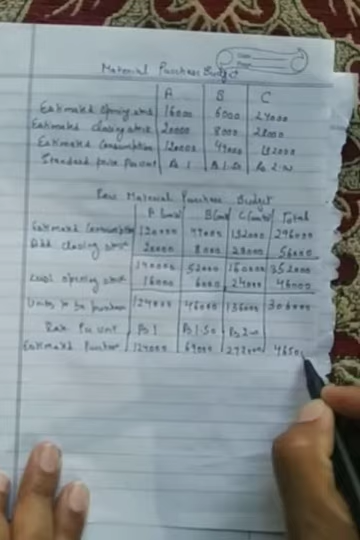 Material Purchase Budget
A B C
Estimated opening stock 16000 6000 24000
Estimated closing stock 20000 8000 28000
Estimated consumption 120000 44000 132000
Standard price Per unit Rs 1 Rs 1.50 Rs 2.00
Raw Material Purchase Budget
A (units) B (units) C (units) Total
Estimated Consumption 120000 44000 132000 296000
Add closing stock 20000 8000 28000 56000
140000 52000 160000 352000
Less opening stock 16000 6000 24000 46000
Units to be purchase 124000 46000 136000 306000
Rate Per unit Rs 1 Rs 1.50 Rs 2.00
Estimated Purchase 124000 69000 272000 4650